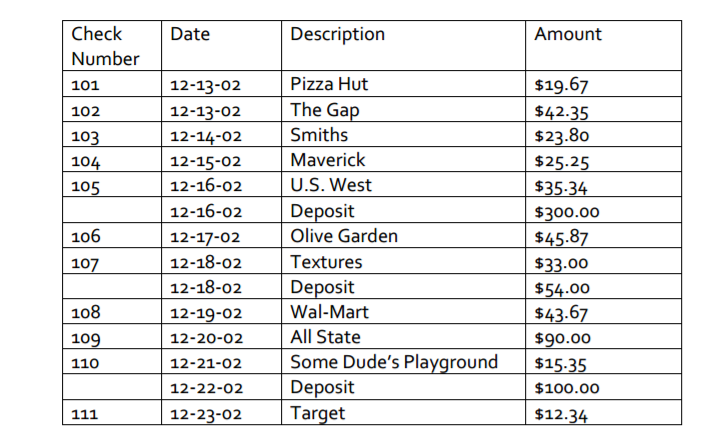 Check Number Date Description Amount
101 12-13-02 Pizza Hut $19.67
102 12-13-02 The Gap $42.35
103 12-14-02 Smiths $23.80
104 12-15-02 Maverick $25.25
105 12-16-02 U.S. West $35.34
12-16-02 Deposit $300.00
106 12-17-02 Olive Garden $45.87
107 12-18-02 Textures $33.00
12-18-02 Deposit $54.00
108 12-19-02 Wal-Mart $43.67
109 12-20-02 All State $90.00
110 12-21-02 Some Dude’s Playground $15.35
12-22-02 Deposit $100.00
111 12-23-02 Target $12.34